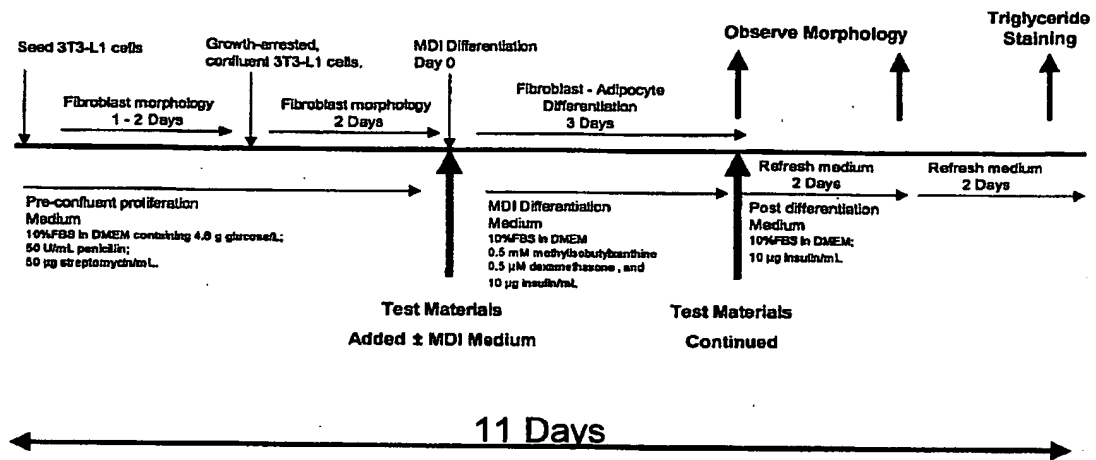 Seed 3T3-L1 cells
Growth-arrested,
confluent 3T3-L1 cells.
MDI Differentiation
Day 0
Observe Morphology
Triglyceride
Staining
Fibroblast morphology
1 - 2 Days
Fibroblast morphology
2 Days
Fibroblast - Adipocyte
Differentiation
3 Days
Refresh medium
2 Days
Refresh medium
2 Days
Pre-confluent proliferation
Medium
10%FBS in DMEM containing 4.6 g glucose/L;
50 U/mL penicillin;
50 µg streptomycin/mL.
MDI Differentiation
Medium
10%FBS in DMEM
0.5 mM methylisobutylxanthine
0.5 µM dexamethasone , and
10 µg insulin/mL
Post differentiation
Medium
10%FBS in DMEM;
10 µg insulin/mL
Test Materials
Added ± MDI Medium
Test Materials
Continued
11 Days